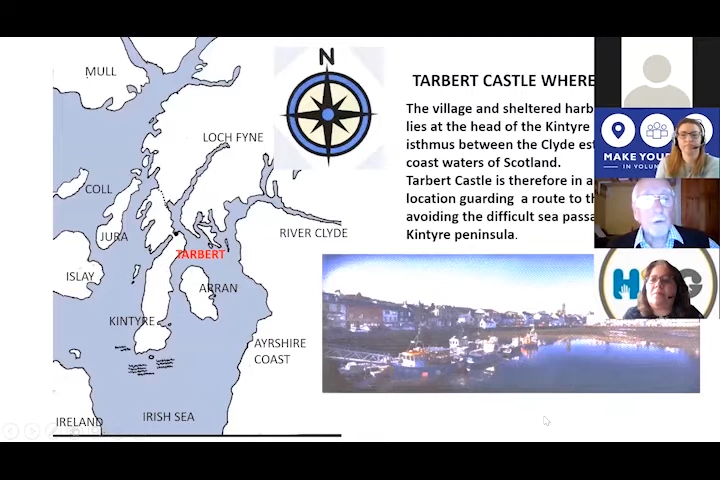 TARBERT CASTLE WHERE
The village and sheltered harb
lies at the head of the Kintyre
isthmus between the Clyde est
coast waters of Scotland.
Tarbert Castle is therefore in a
location guarding a route to th
avoiding the difficult sea passa
Kintyre peninsula.
N
MULL
LOCH FYNE
COLL
JURA
RIVER CLYDE
TARBERT
ISLAY
ARRAN
KINTYRE
AYRSHIRE
COAST
IRELAND
IRISH SEA
MAKE YOU
IN VOLUN
H
G